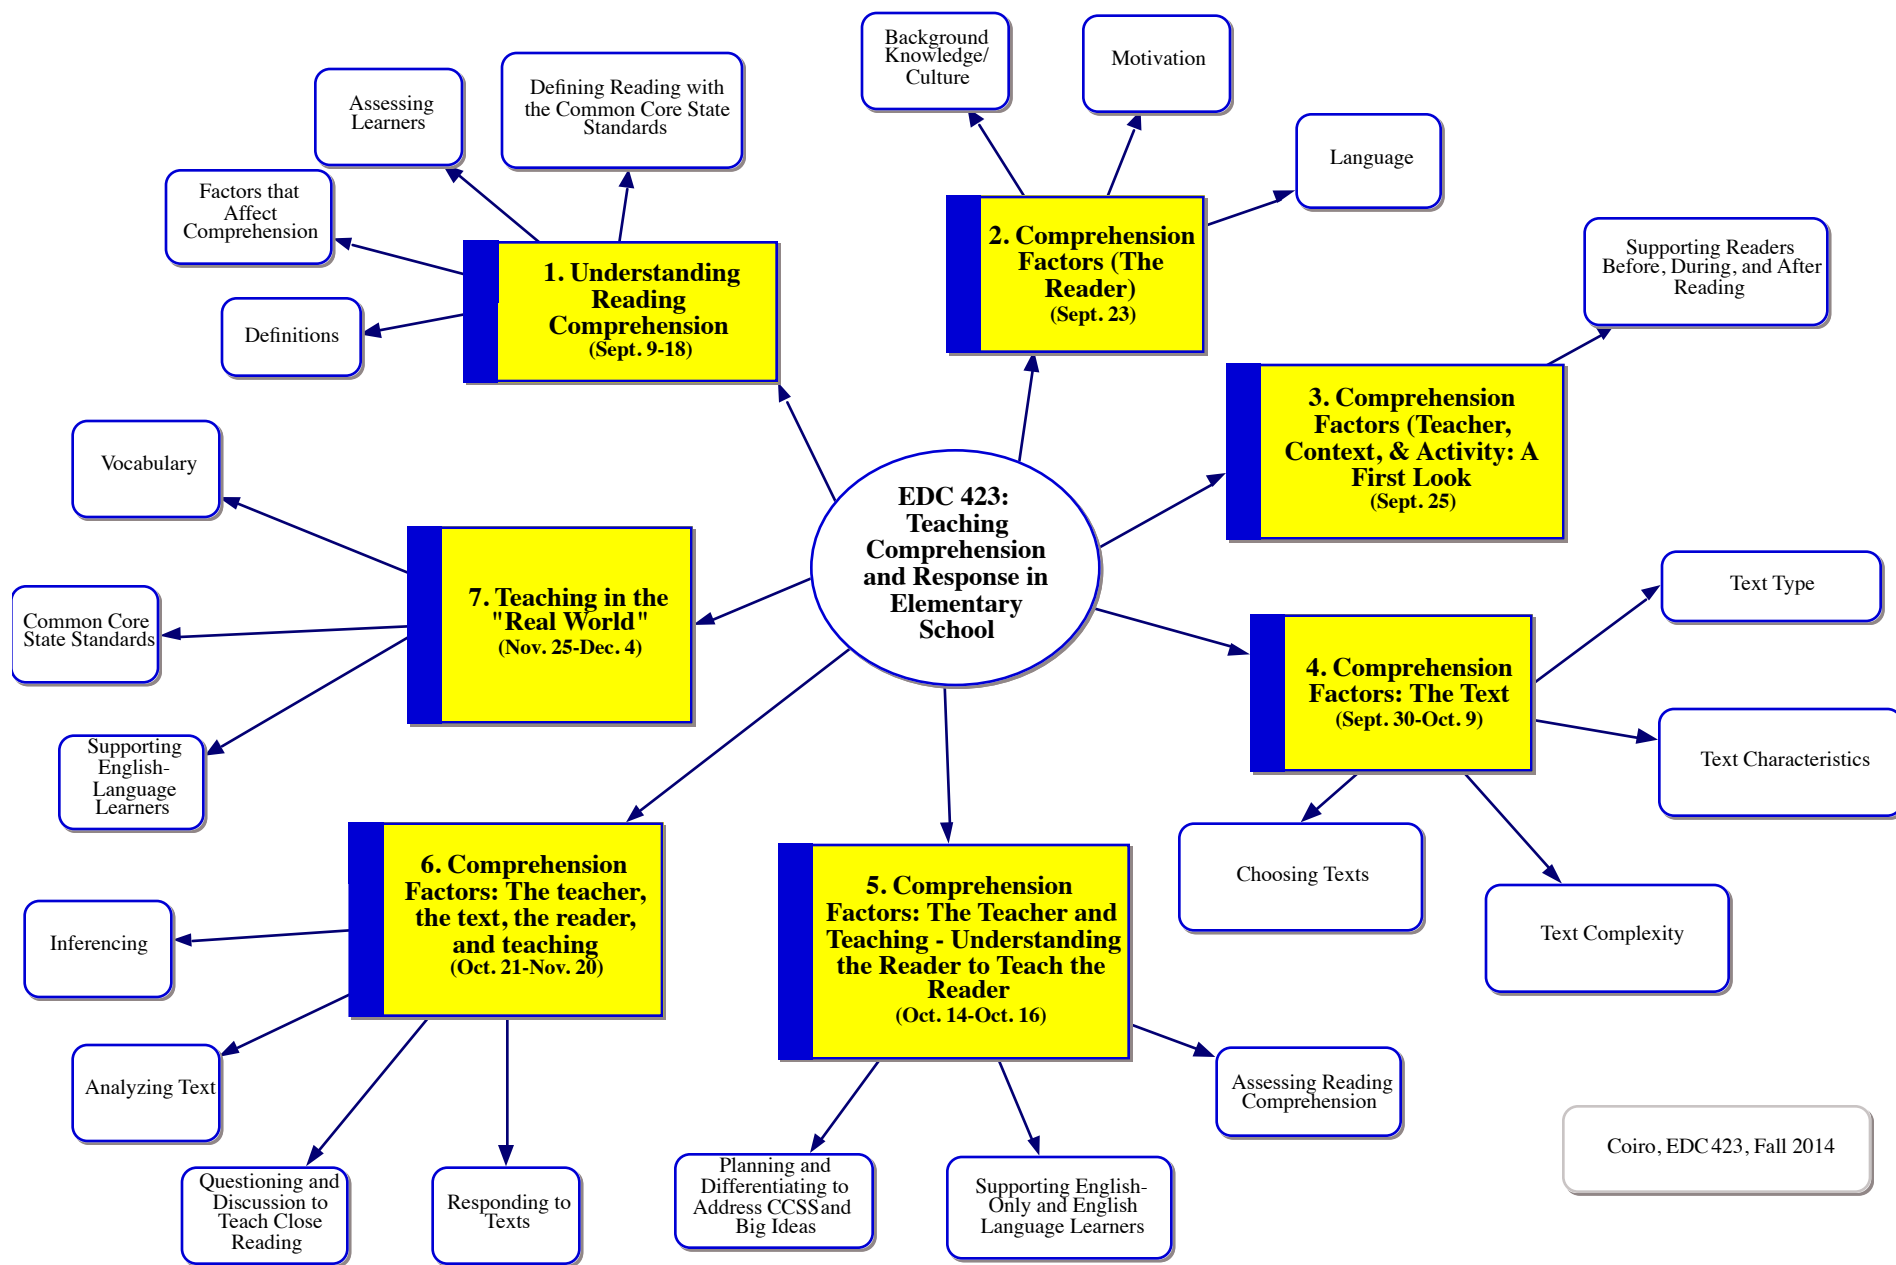 EDC 423:
Teaching
Comprehension
and Response in
Elementary
School
1. Understanding
Reading
Comprehension
(Sept. 9-18)
Definitions
Factors that
Affect
Comprehension
Assessing
Learners
Defining Reading with
the Common Core State
Standards
2. Comprehension
Factors (The
Reader)
(Sept. 23)
Background
Knowledge/
Culture
Motivation
Language
3. Comprehension
Factors (Teacher,
Context, & Activity: A
First Look
(Sept. 25)
Supporting Readers
Before, During, and After
Reading
4. Comprehension
Factors: The Text
(Sept. 30-Oct. 9)
Text Type
Text Characteristics
Text Complexity
Choosing Texts
5. Comprehension
Factors: The Teacher and
Teaching - Understanding
the Reader to Teach the
Reader
(Oct. 14-Oct. 16)
Assessing Reading
Comprehension
Supporting English-
Only and English
Language Learners
Planning and
Differentiating to
Address CCSS and
Big Ideas
6. Comprehension
Factors: The teacher,
the text, the reader,
and teaching
(Oct. 21-Nov. 20)
Responding to
Texts
Questioning and
Discussion to
Teach Close
Reading
Analyzing Text
Inferencing
7. Teaching in the
"Real World"
(Nov. 25-Dec. 4)
Supporting
English-
Language
Learners
Common Core
State Standards
Vocabulary
Coiro, EDC 423, Fall 2014